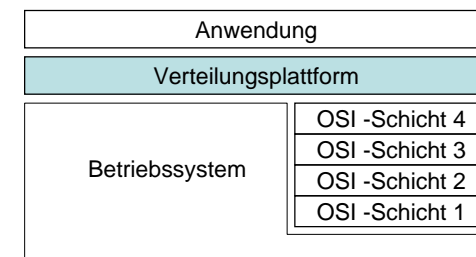 Anwendung
Verteilungsplattform
Betriebssystem
OSI -Schicht 4
OSI -Schicht 3
OSI -Schicht 2
OSI -Schicht 1